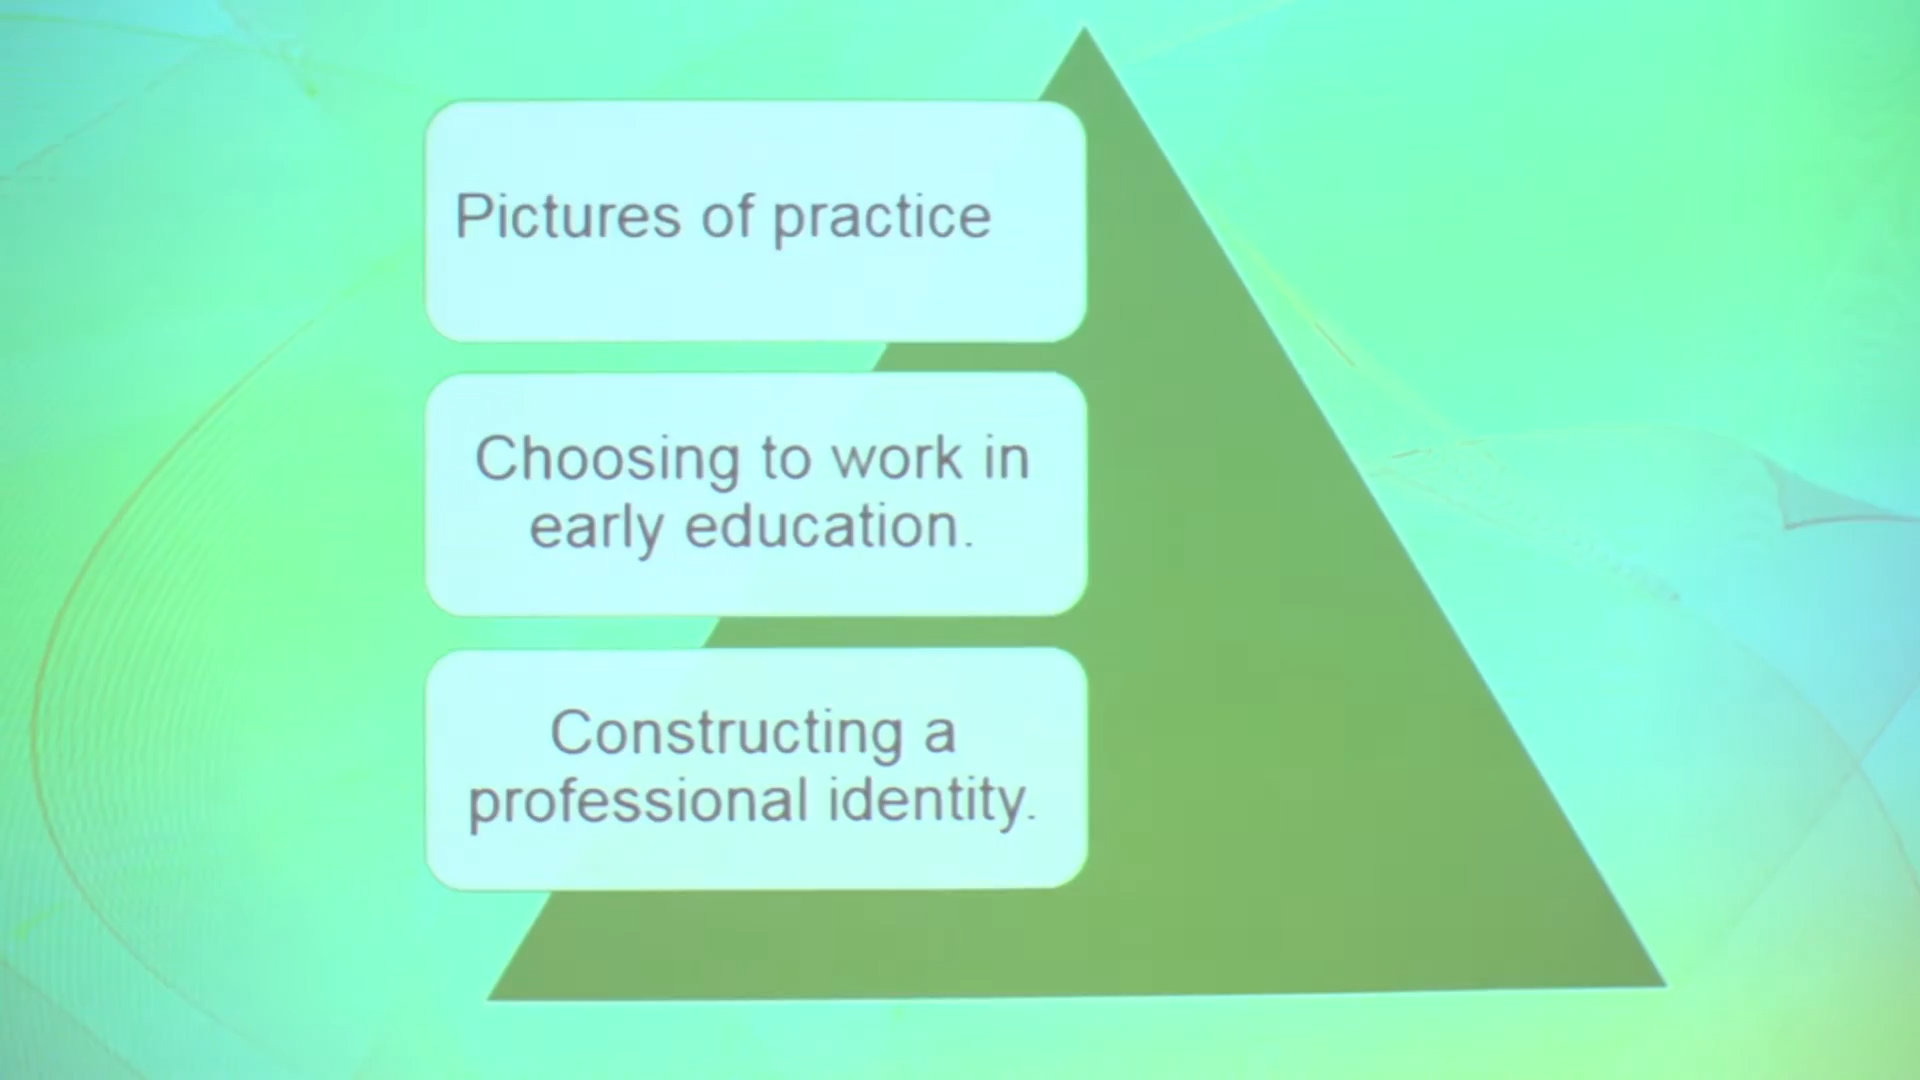 Pictures of practice
Choosing to work in
early education.
Constructing a
professional identity.